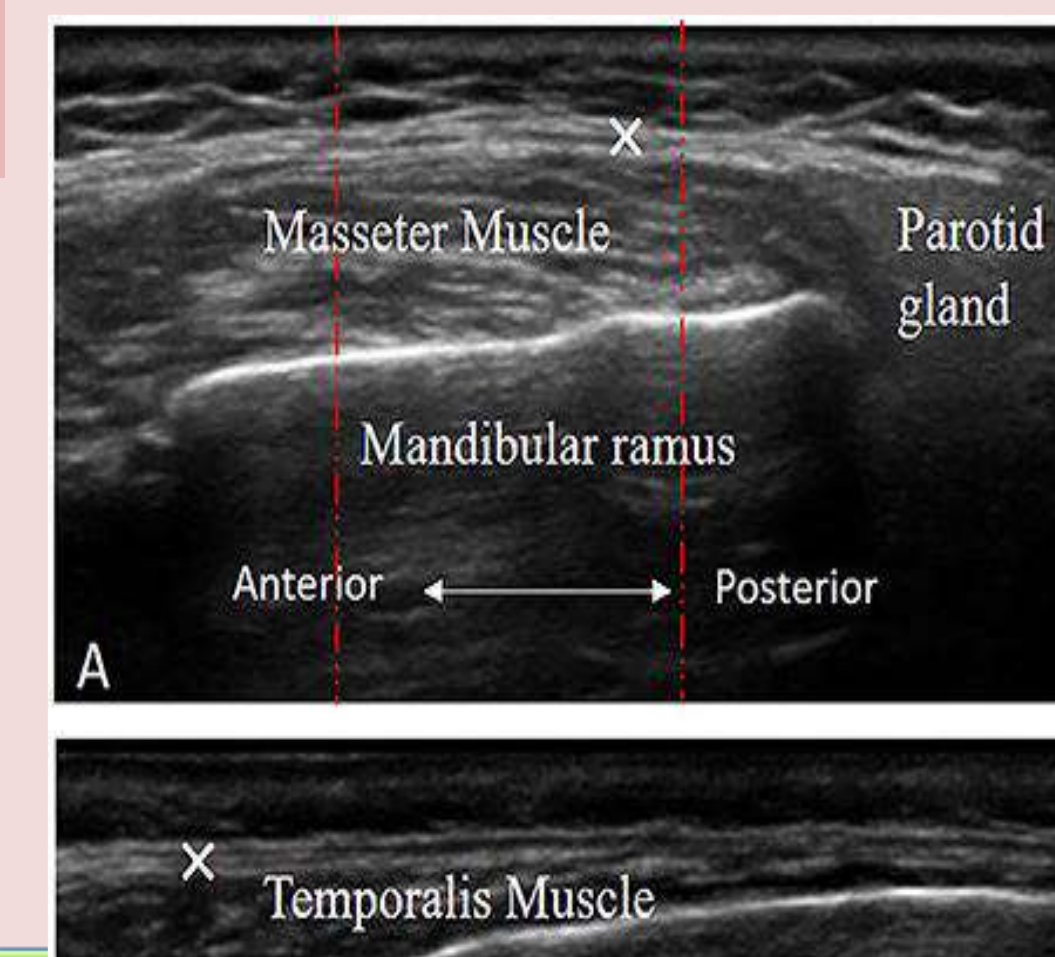 Masseter Muscle
Parotid
gland
Mandibular ramus
Anterior
Posterior
A
Temporalis Muscle